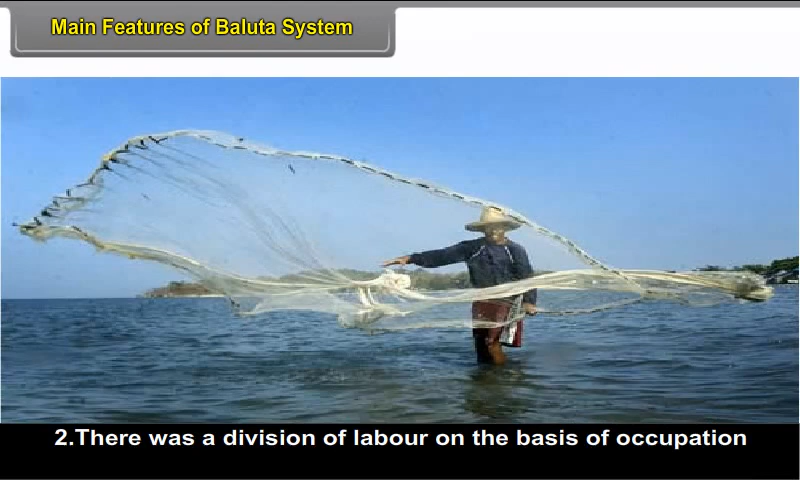 Main Features of Baluta System
2.There was a division of labour on the basis of occupation